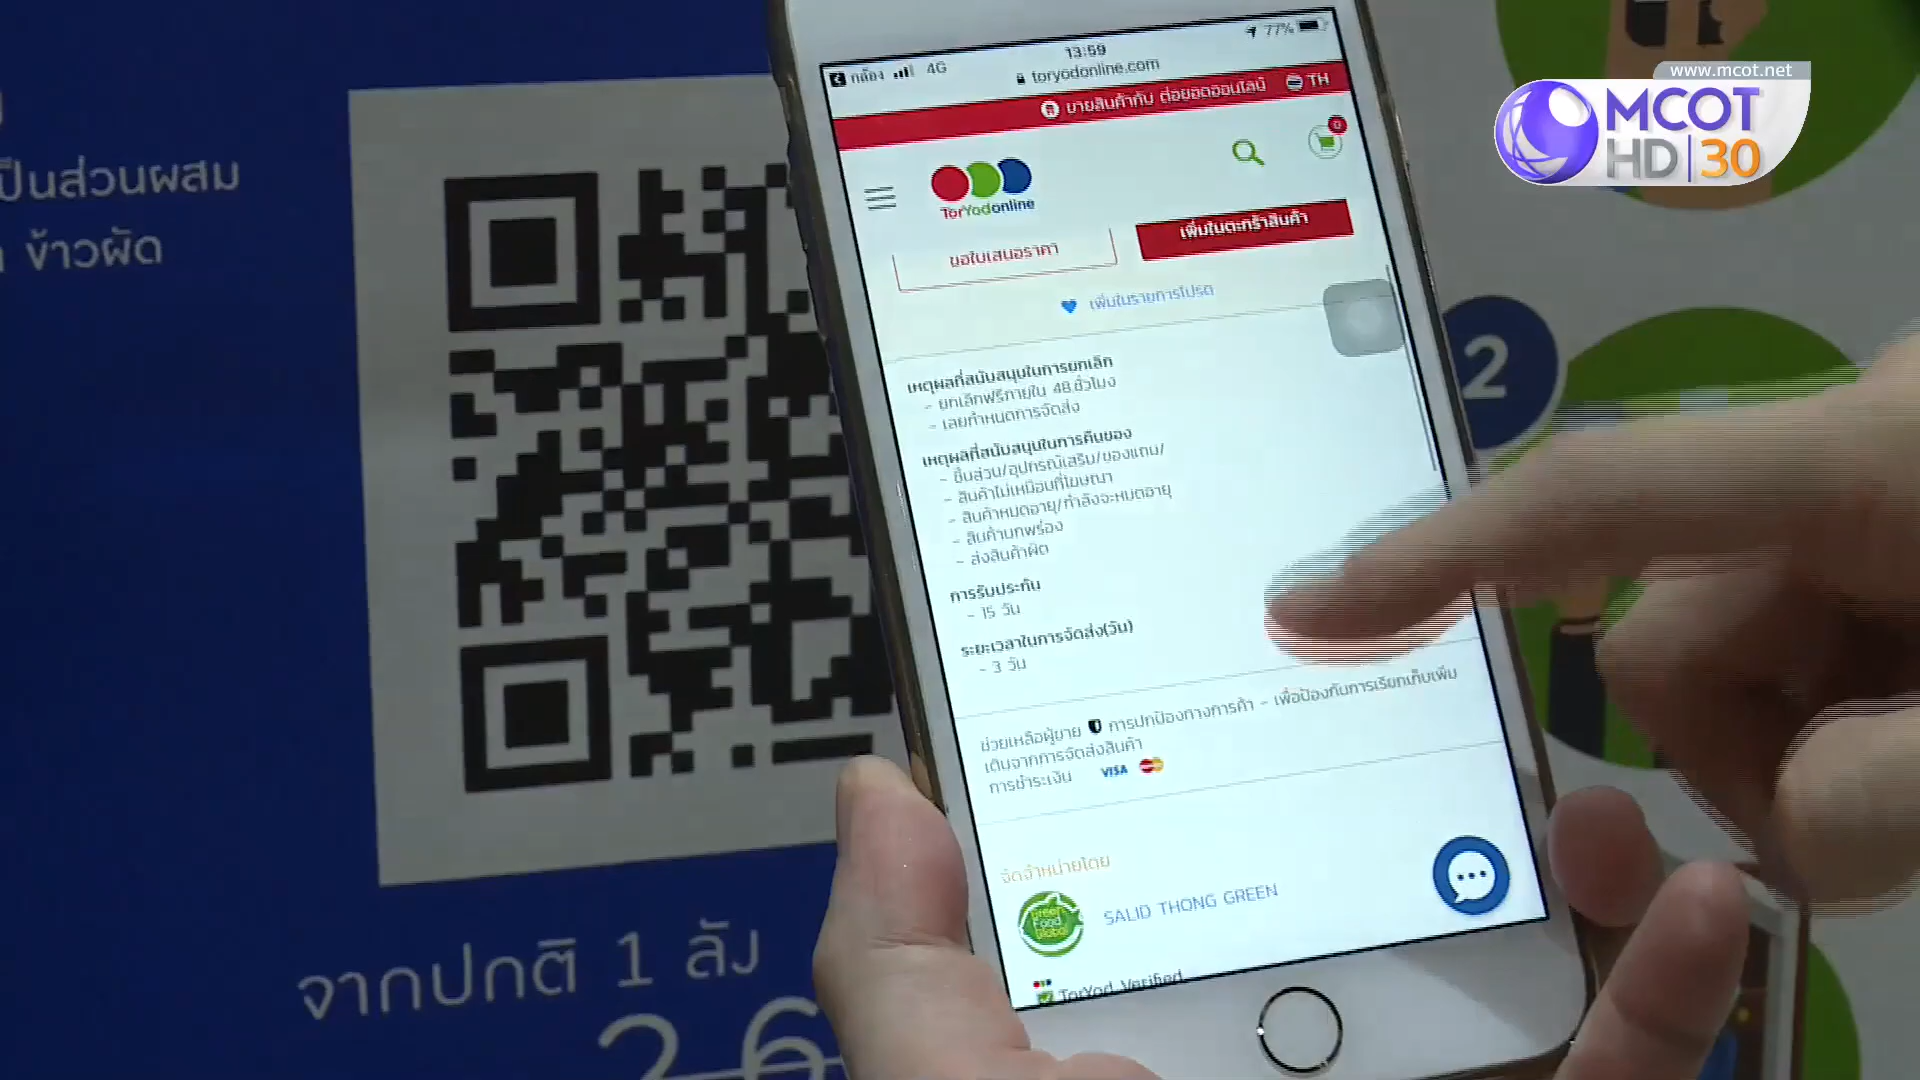 www.mcot.net
MCOT
HD 30
เป็นส่วนผสม
ข้าวผัด
จากปกติ 1 ลัง
26
2
กล้อง 4G
13:59
77%
toryodonline.com
ขายสินค้ากับ ต่อยอดออนไลน์ TH
0
TorYodonline
ขอใบเสนอราคา
เพิ่มในตะกร้าสินค้า
เพิ่มในรายการโปรด
เหตุผลที่สนับสนุนในการยกเลิก
- ยกเลิกฟรีภายใน 48 ชั่วโมง
- เลยกำหนดการจัดส่ง
เหตุผลที่สนับสนุนในการคืนของ
- ชิ้นส่วน/อุปกรณ์เสริม/ของแถม/
- สินค้าไม่เหมือนที่โฆษณา
- สินค้าหมดอายุ/กำลังจะหมดอายุ
- สินค้าบกพร่อง
- ส่งสินค้าผิด
การรับประกัน
- 15 วัน
ระยะเวลาในการจัดส่ง(วัน)
- 3 วัน
ช่วยเหลือผู้ขาย การปกป้องทางการค้า - เพื่อป้องกันการเรียกเก็บเพิ่ม
เติมจากการจัดส่งสินค้า
การชำระเงิน VISA
จัดจำหน่ายโดย
green
Food
global
SALID THONG GREEN
TorYod Verified